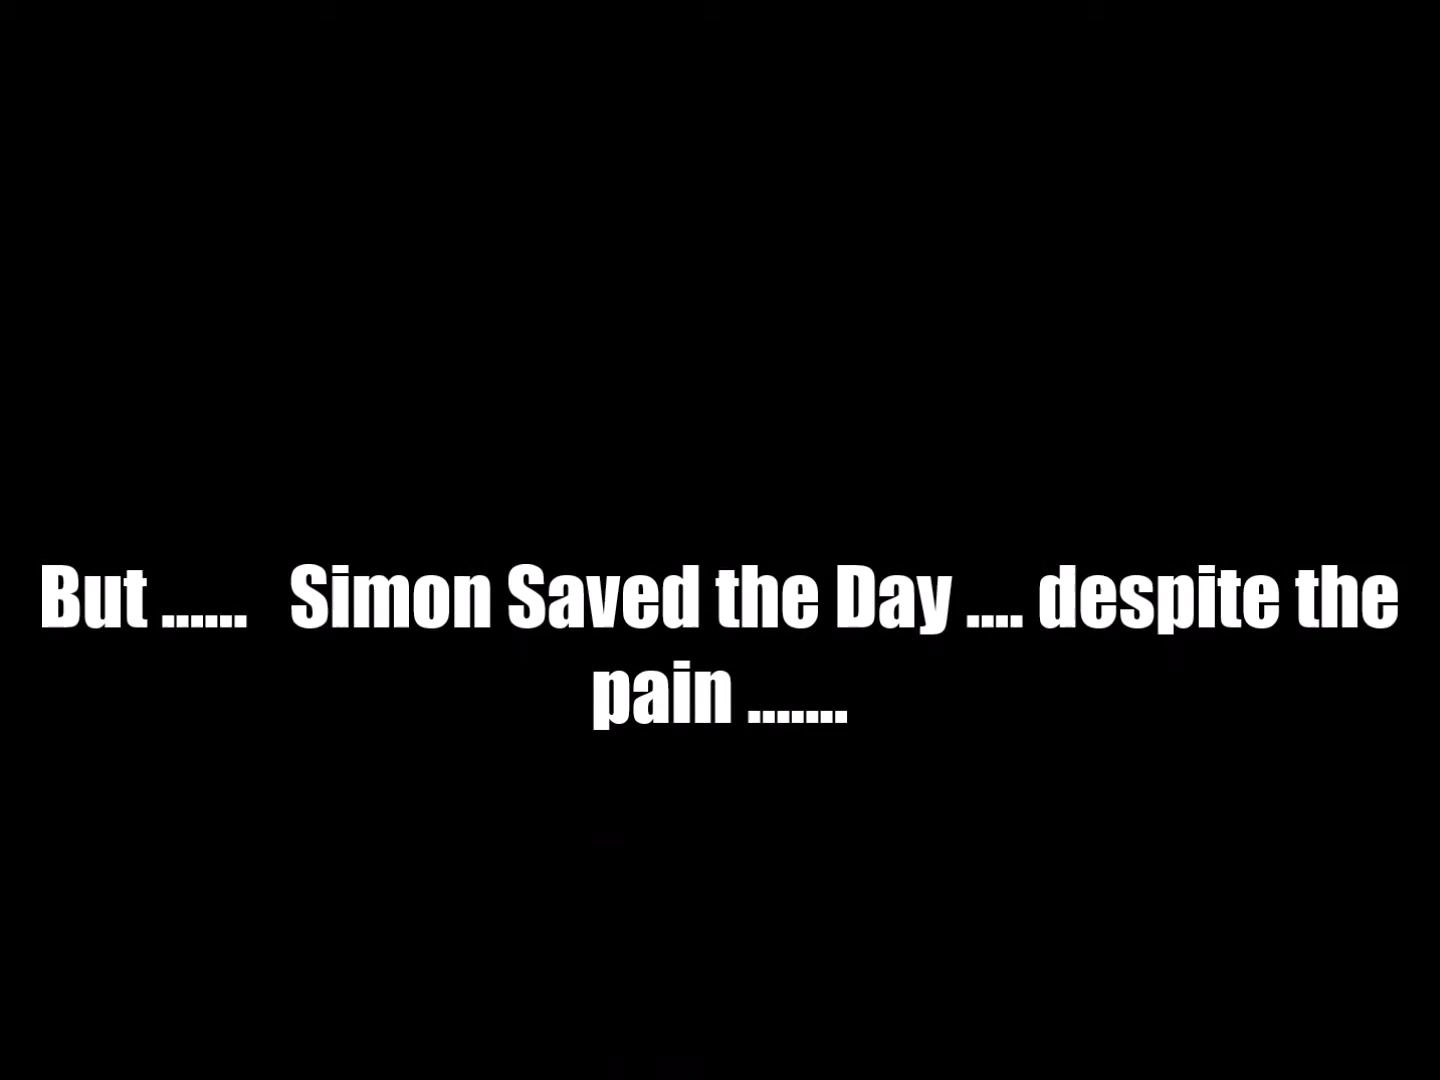 But ......   Simon Saved the Day .... despite the
pain .......